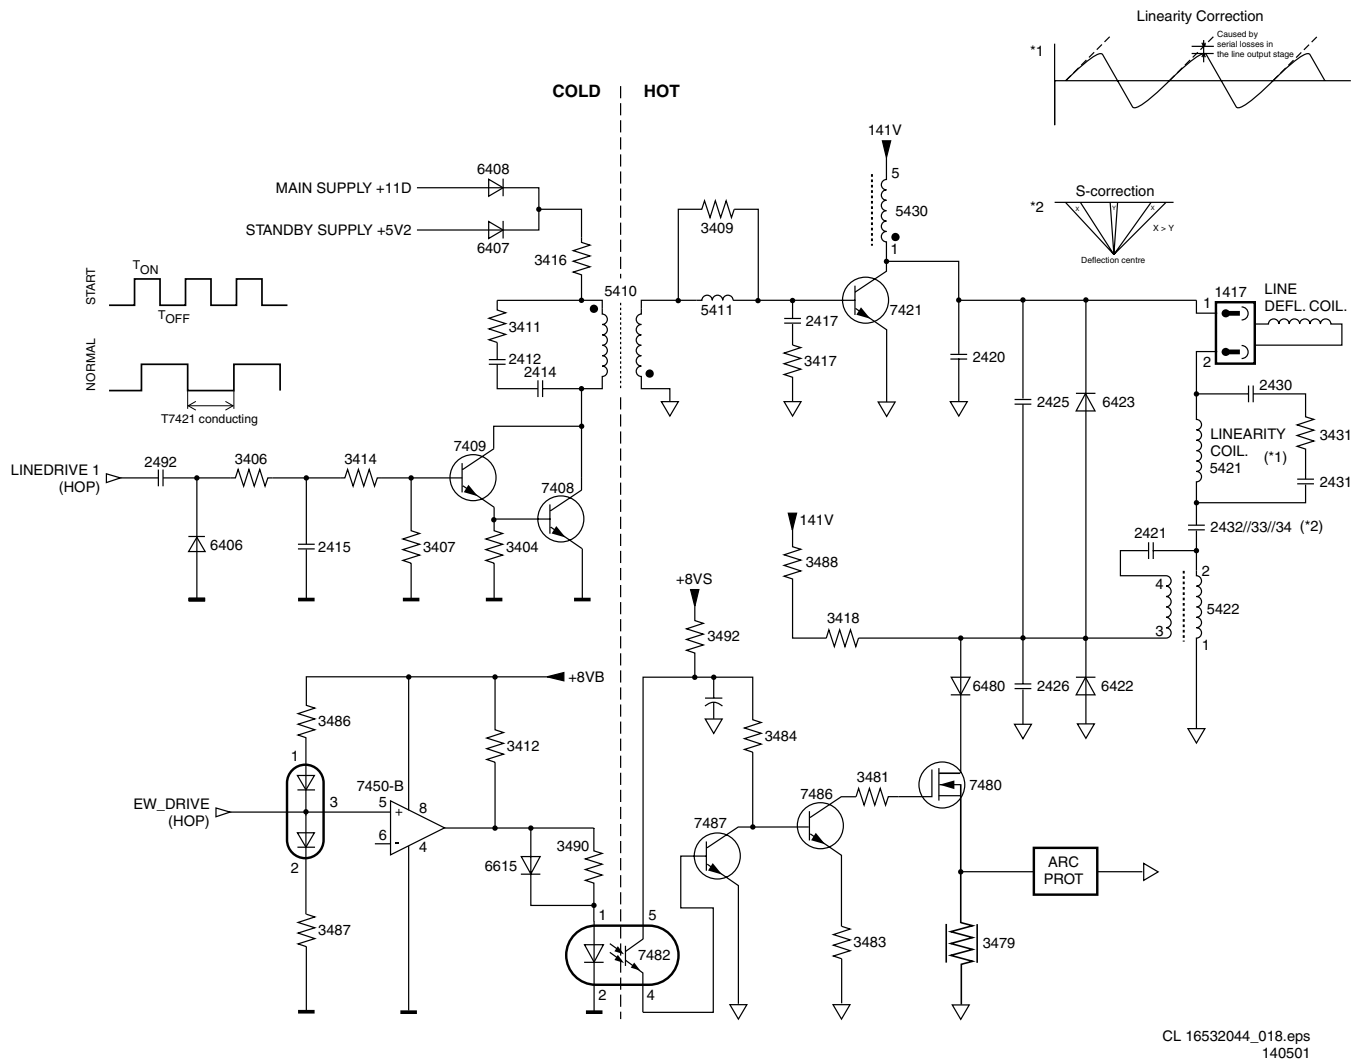 Linearity Correction
*1
Caused by
serial losses in
the line output stage
COLD
HOT
141V
5
5430
1
S-correction
*2
X
Y
X
X > Y
Deflection centre
MAIN SUPPLY +11D
6408
STANDBY SUPPLY +5V2
6407
3416
3409
5410
5411
7421
START
TON
TOFF
NORMAL
T7421 conducting
3411
2412
2414
2417
3417
2420
2425
6423
1
1417
LINE
DEFL. COIL.
2
2430
LINEARITY
COIL.
5421
(*1)
3431
2431
2432//33//34 (*2)
LINEDRIVE 1
(HOP)
2492
3406
3414
7409
7408
6406
2415
3407
3404
141V
3488
3418
2421
4
3
2
5422
1
+8VS
3492
6480
2426
6422
+8VB
3486
3412
3484
1
EW_DRIVE
(HOP)
3
2
7450-B
5
+
8
6
-
4
6615
3490
3487
7487
7486
3481
7480
ARC
PROT
1
5
7482
2
4
3483
3479
CL 16532044_018.eps
140501